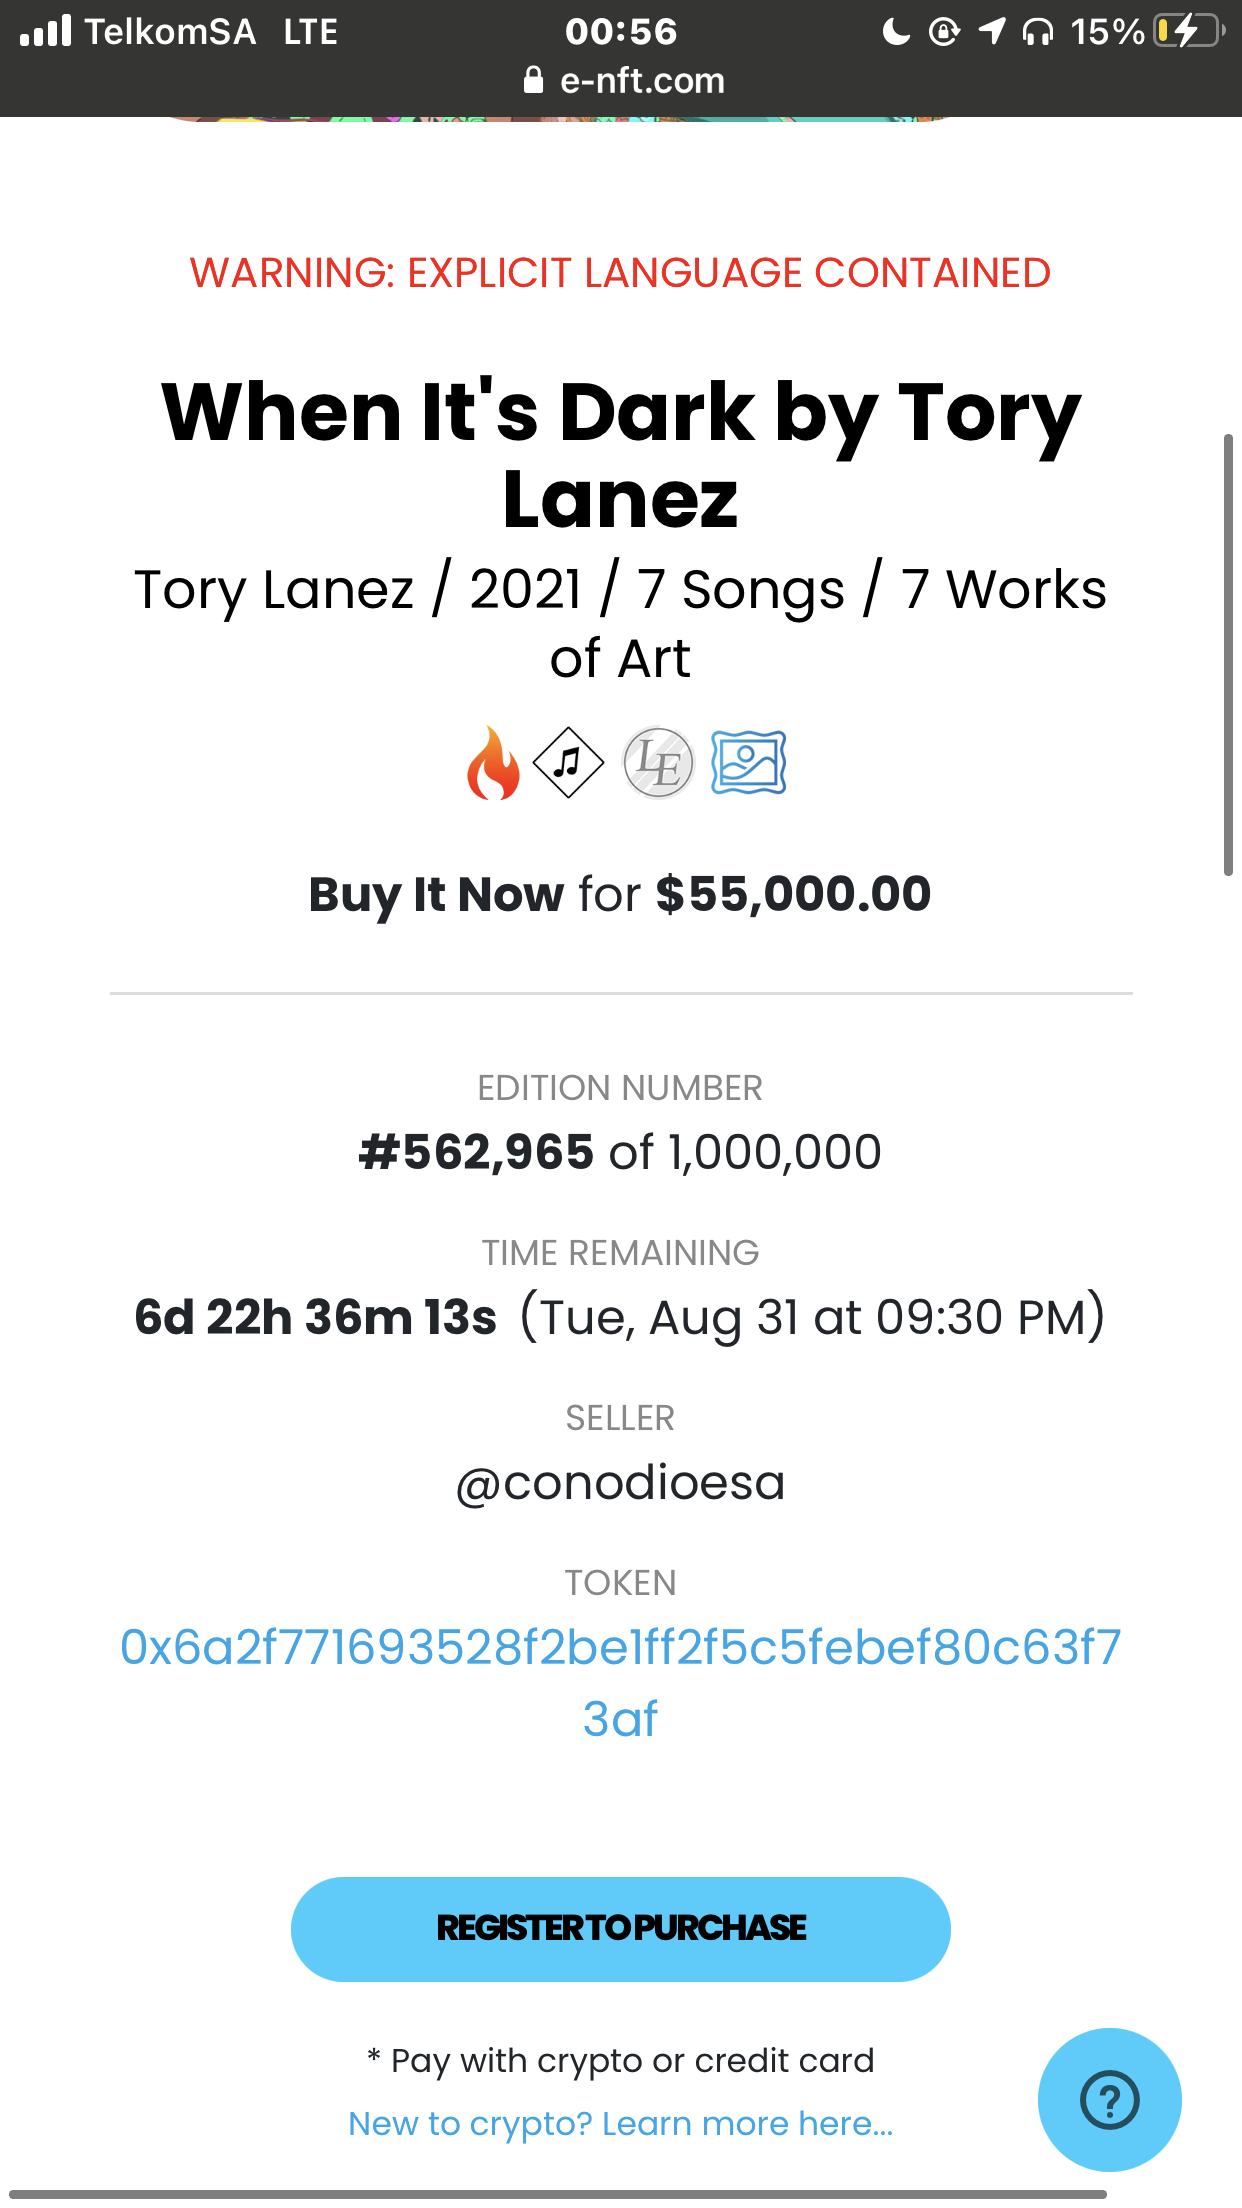 TelkomSA LTE 00:56 15%
e-nft.com
WARNING: EXPLICIT LANGUAGE CONTAINED
When It's Dark by Tory
Lanez
Tory Lanez / 2021 / 7 Songs / 7 Works
of Art
LE
Buy It Now for $55,000.00
EDITION NUMBER
#562,965 of 1,000,000
TIME REMAINING
6d 22h 36m 13s (Tue, Aug 31 at 09:30 PM)
SELLER
@conodioesa
TOKEN
0x6a2f771693528f2be1ff2f5c5febef80c63f7
3af
REGISTER TO PURCHASE
* Pay with crypto or credit card
New to crypto? Learn more here...
?